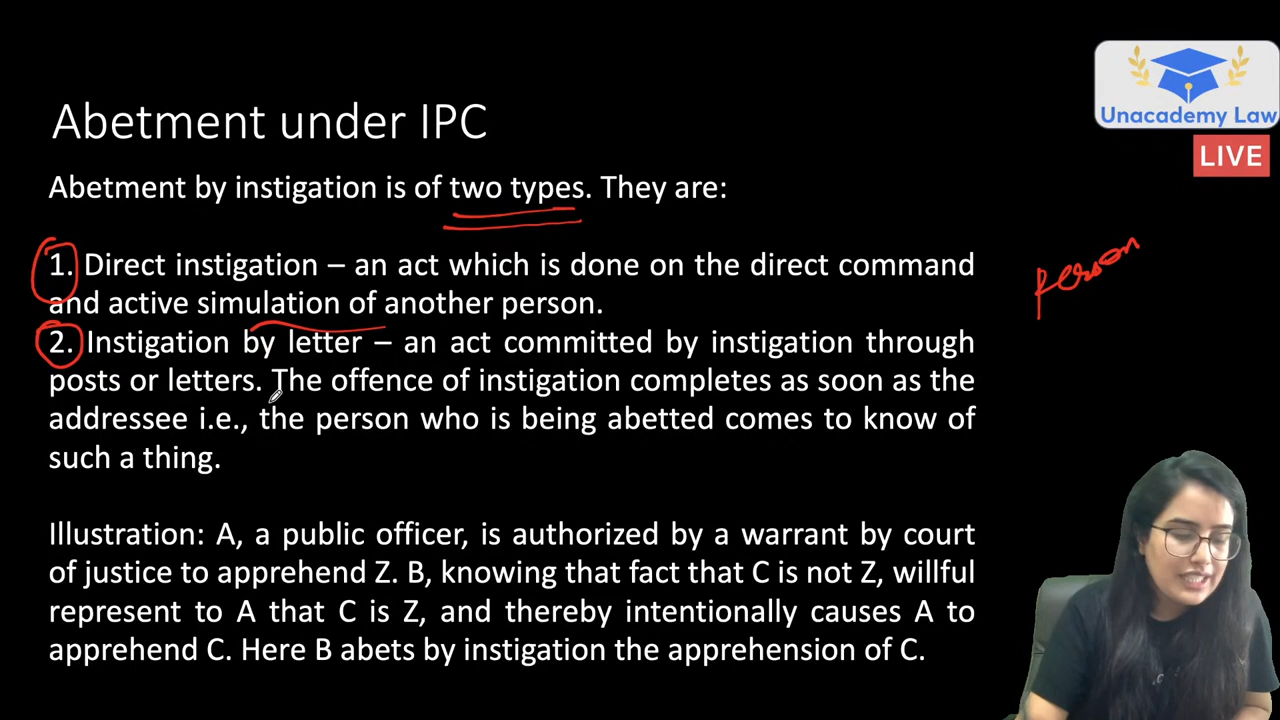 Unacademy Law
LIVE
Abetment under IPC
Abetment by instigation is of two types. They are:
1. Direct instigation – an act which is done on the direct command
and active simulation of another person.
2. Instigation by letter – an act committed by instigation through
posts or letters. The offence of instigation completes as soon as the
addressee i.e., the person who is being abetted comes to know of
such a thing.
person
Illustration: A, a public officer, is authorized by a warrant by court
of justice to apprehend Z. B, knowing that fact that C is not Z, willful
represent to A that C is Z, and thereby intentionally causes A to
apprehend C. Here B abets by instigation the apprehension of C.